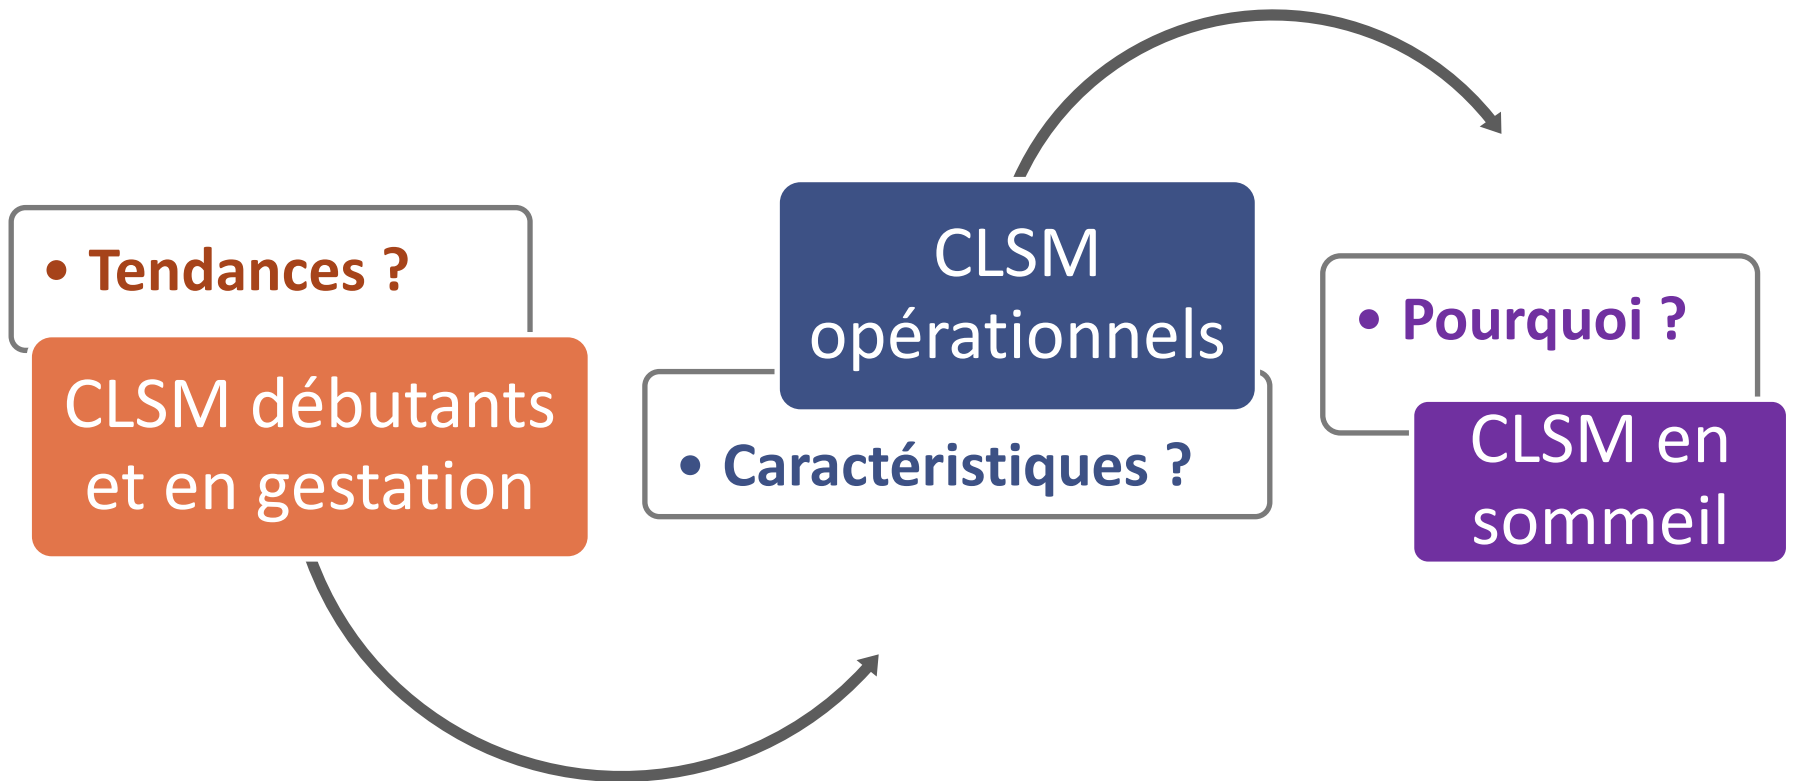 • Tendances ?
CLSM débutants
et en gestation
CLSM
opérationnels
• Caractéristiques ?
• Pourquoi ?
CLSM en
sommeil